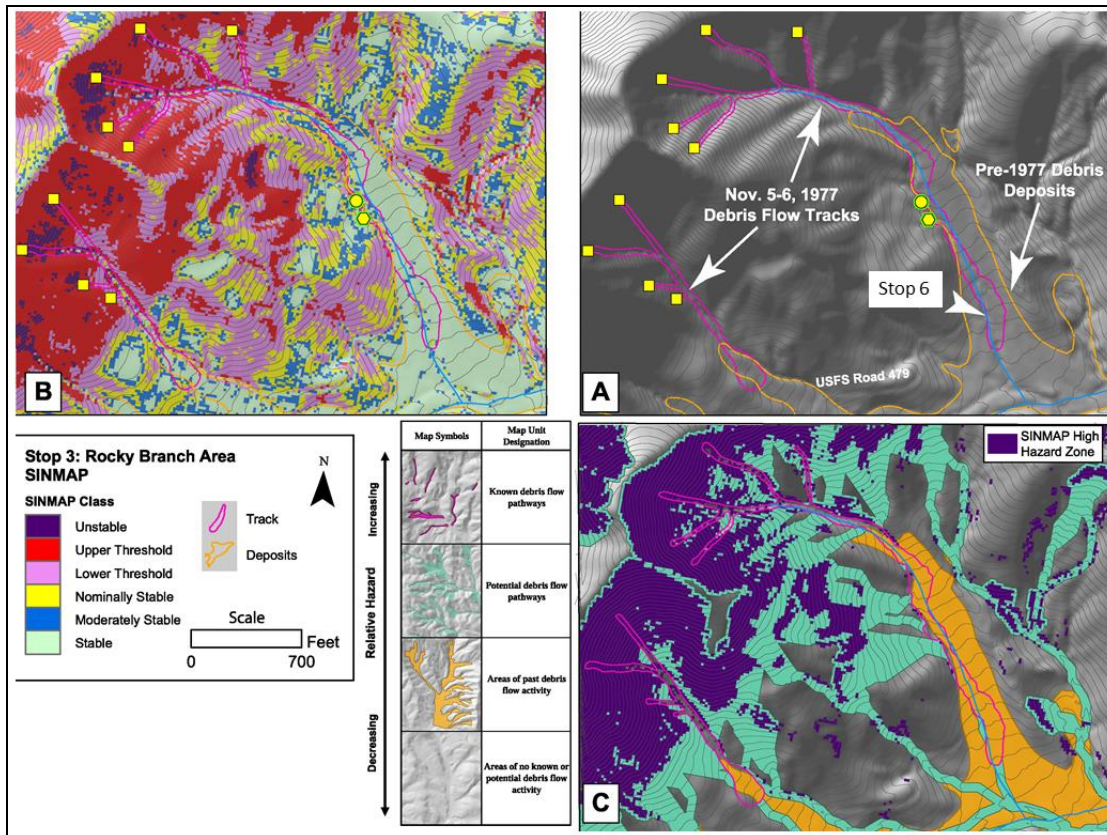 B
Nov. 5-6, 1977
Debris Flow Tracks
Pre-1977 Debris
Deposits
Stop 6
USFS Road 479
A
Stop 3: Rocky Branch Area
SINMAP
N
SINMAP Class
Unstable
Upper Threshold
Lower Threshold
Nominally Stable
Moderately Stable
Stable
Track
Deposits
Scale
Feet
0 700
Map Symbols
Map Unit
Designation
Increasing
Relative Hazard
Decreasing
Known debris flow
pathways
Potential debris flow
pathways
Areas of past debris
flow activity
Areas of no known or
potential debris flow
activity
SINMAP High
Hazard Zone
C